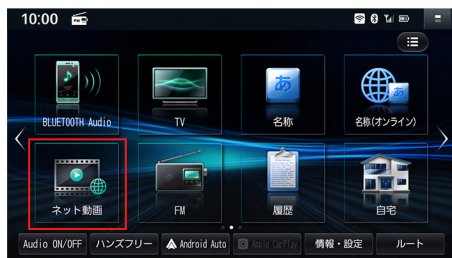 10:00
BLUETOOTH Audio
TV
あ
名称
あ
名称(オンライン)
ネット動画
FM
履歴
自宅
Audio ON/OFF
ハンズフリー
Android Auto
Apple CarPlay
情報・設定
ルート